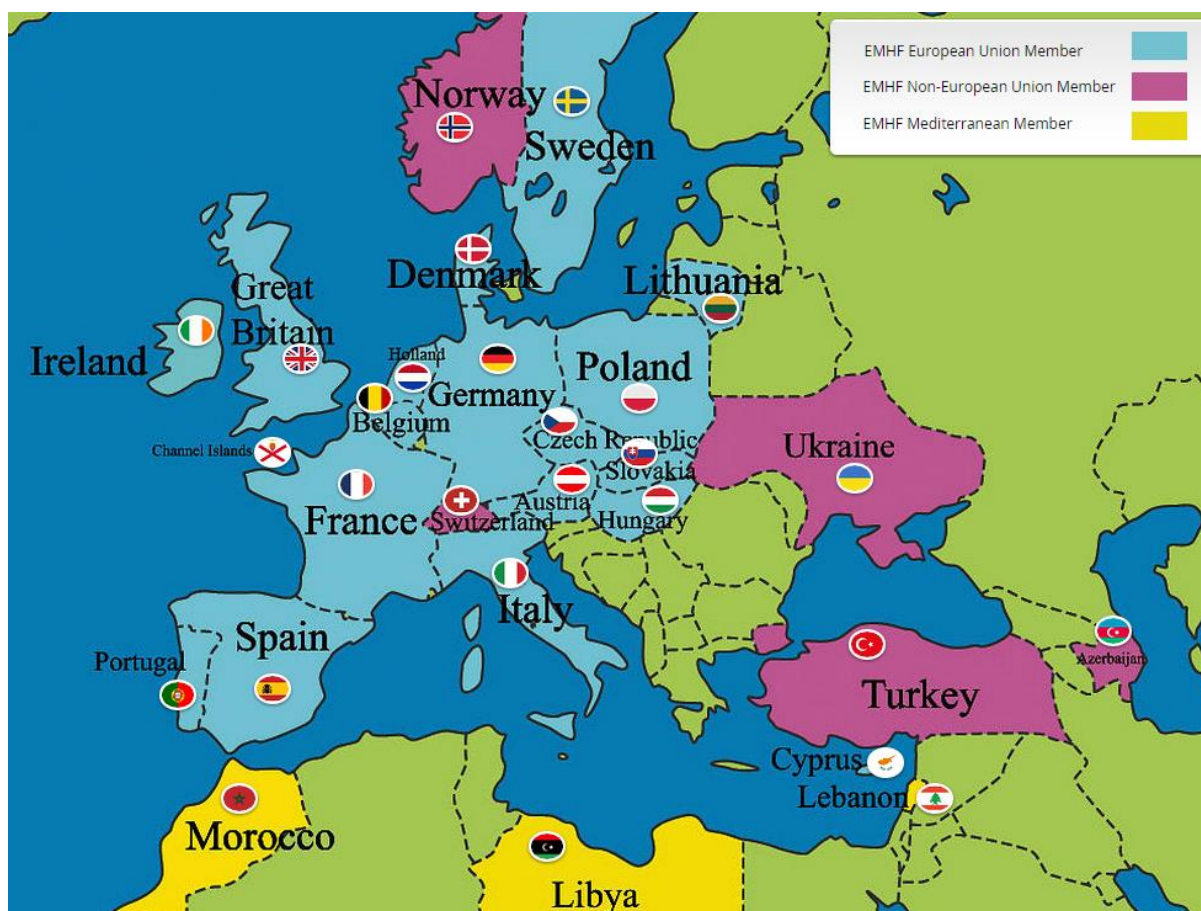 EMHF European Union Member
EMHF Non-European Union Member
EMHF Mediterranean Member
Norway
Sweden
Denmark
Lithuania
Great
Britain
Ireland
Holland
Poland
Germany
Belgium
Czech Republic
Channel Islands
Slovakia
Ukraine
Austria
France
Switzerland
Hungary
Italy
Spain
Portugal
Azerbaijan
Turkey
Cyprus
Lebanon
Morocco
Libya